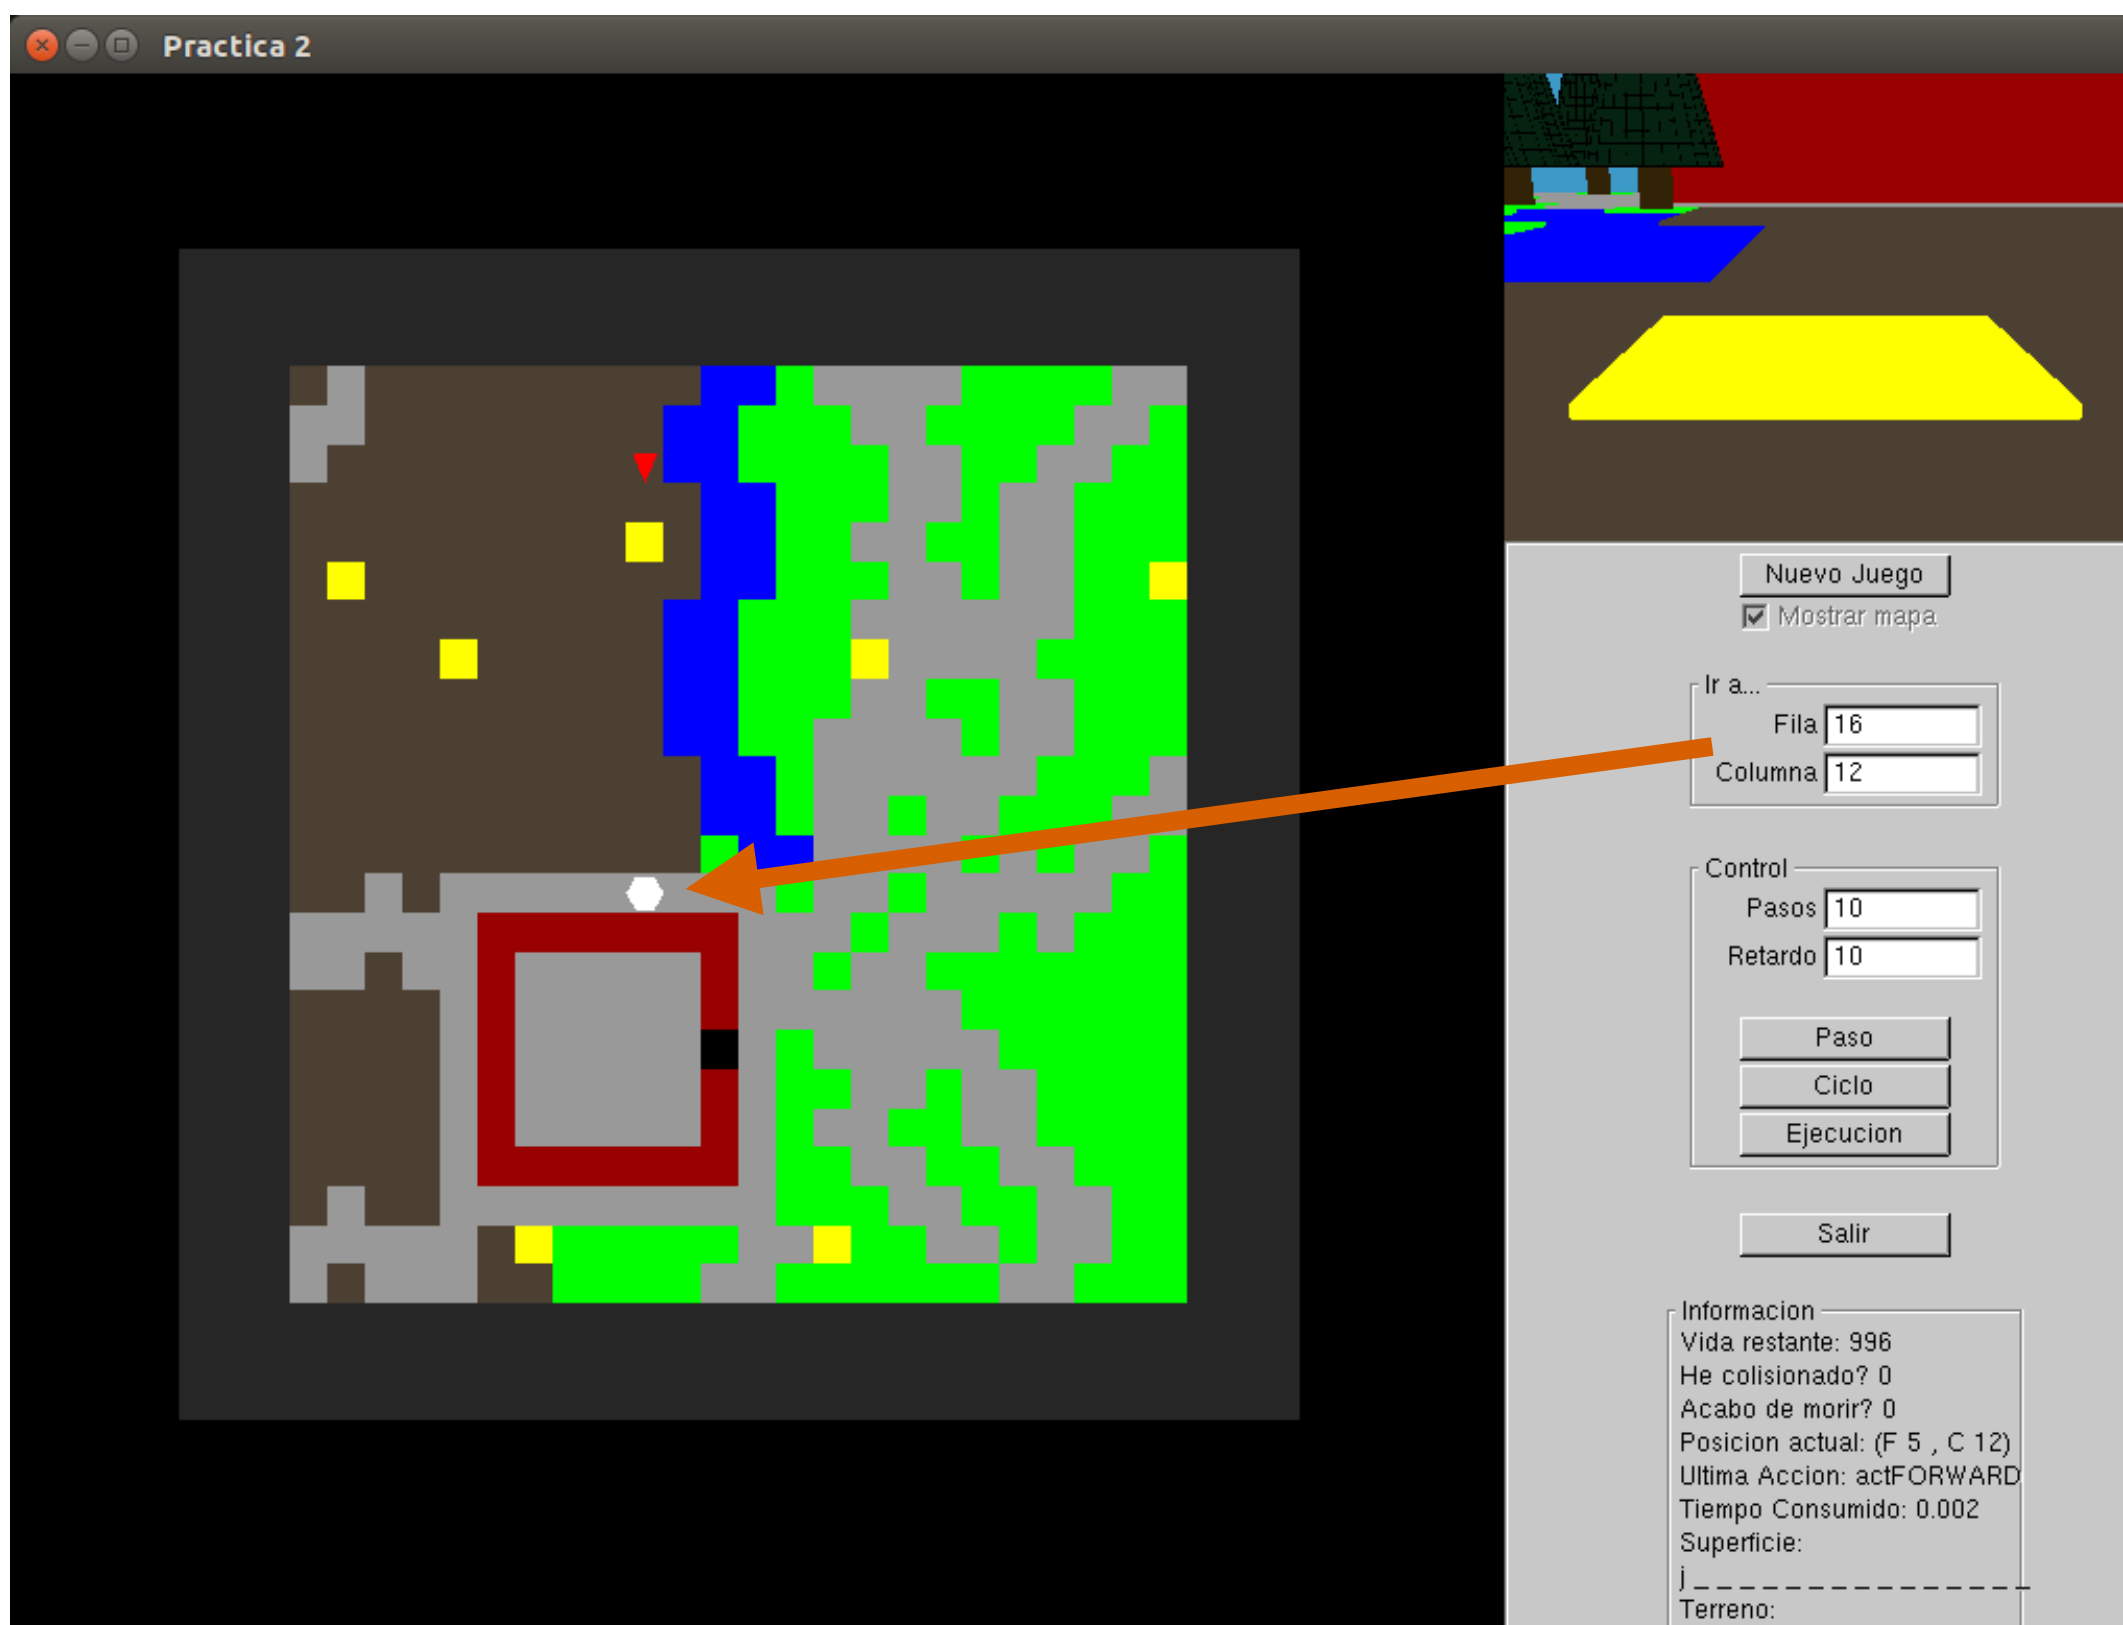 Practica 2
Nuevo Juego
Mostrar mapa
Ir a...
Fila 16
Columna 12
Control
Pasos 10
Retardo 10
Paso
Ciclo
Ejecucion
Salir
Informacion
Vida restante: 996
He colisionado? 0
Acabo de morir? 0
Posicion actual: (F 5 , C 12)
Ultima Accion: actFORWARD
Tiempo Consumido: 0.002
Superficie:
j _ _ _ _ _ _ _ _ _ _ _ _ _ _ _
Terreno: